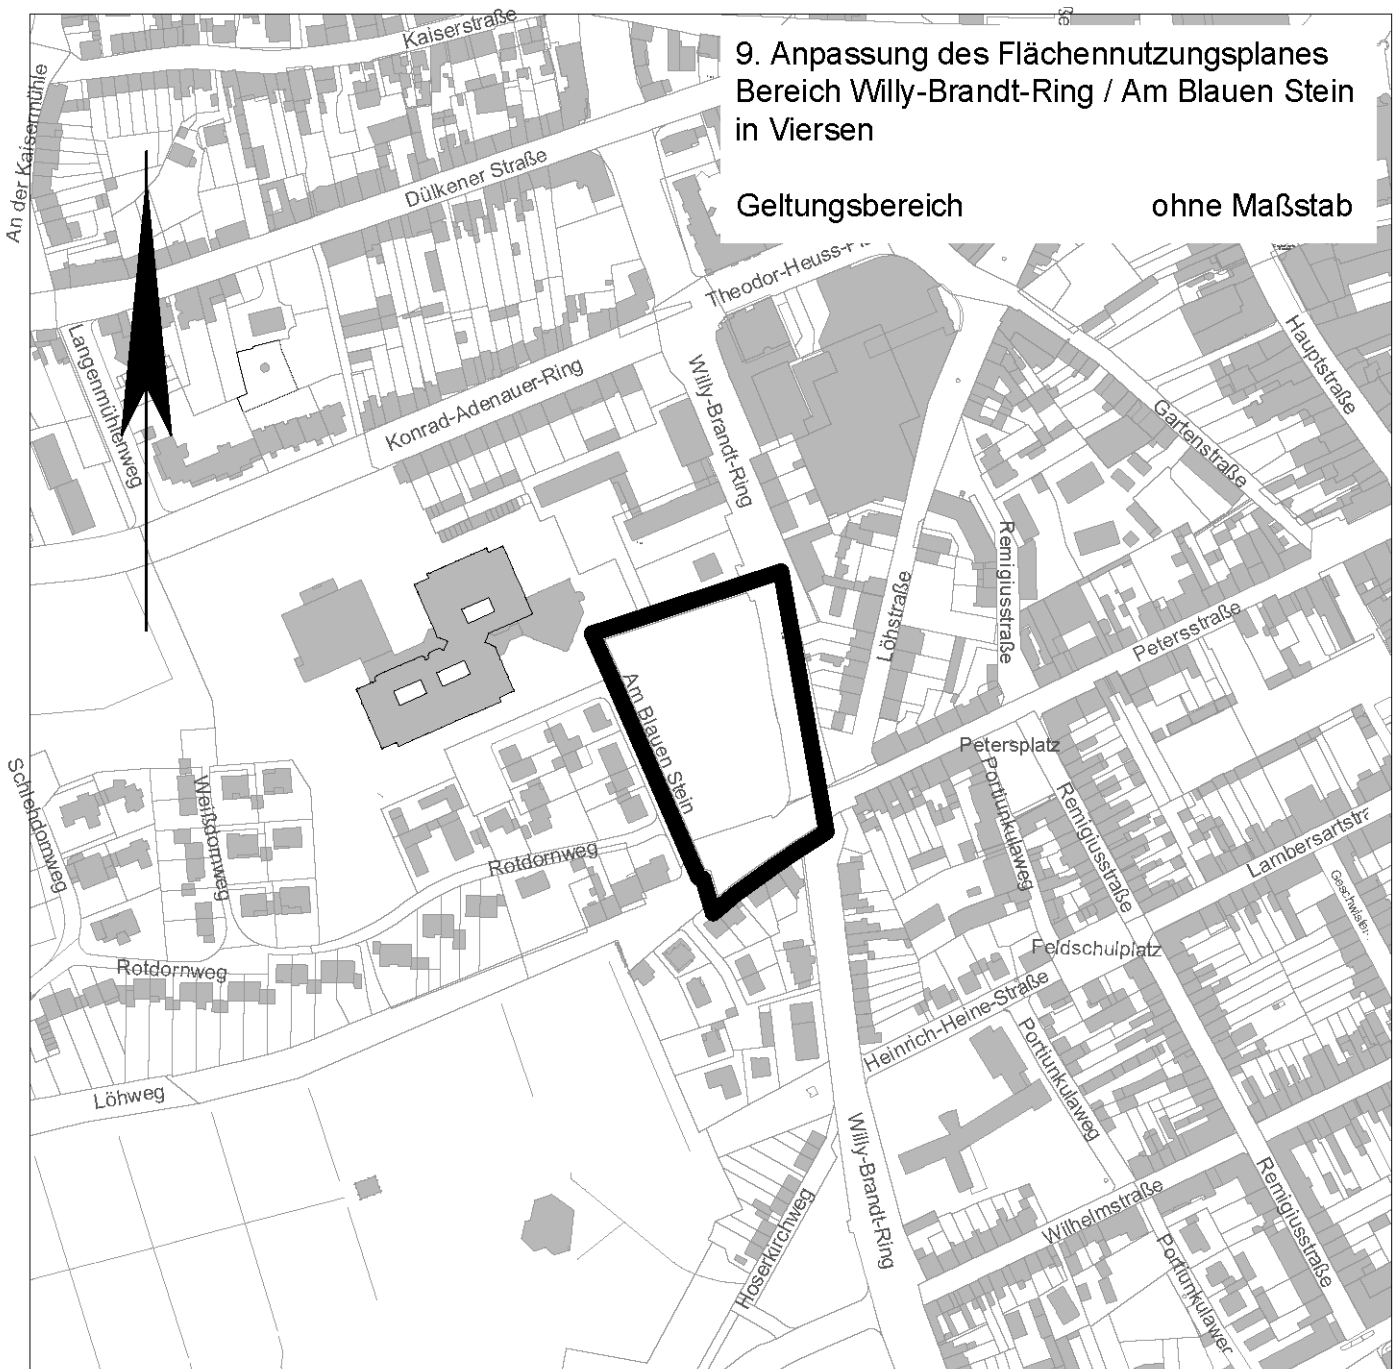 9. Anpassung des Flächennutzungsplanes
Bereich Willy-Brandt-Ring / Am Blauen Stein
in Viersen
Geltungsbereich
ohne Maßstab
Kaiserstraße
An der Kaisermühle
Dülkener Straße
Theodor-Heuss-
Langenmühlenweg
Konrad-Adenauer-Ring
Willy-Brandt-Ring
Hauptstraße
Gartenstraße
Remigiusstraße
Löhstraße
Petersstraße
Am Blauen Stein
Petersplatz
Schlehdornweg
Weißdornweg
Portiunkulaweg
Remigiusstraße
Rotdornweg
Lambersartstra
Geschwister-
Feldschulplatz
Rotdornweg
Heinrich-Heine-Straße
Portiunkulaweg
Löhweg
Willy-Brandt-Ring
Hoserkirchweg
Wilhelmstraße
Remigiusstraße
Portiunkulawe